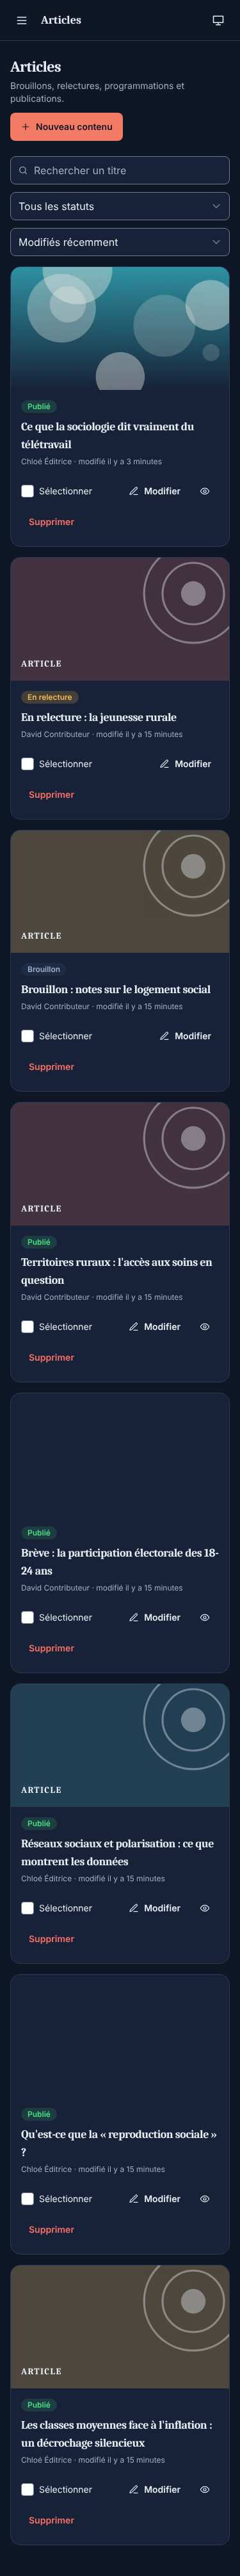 Articles
Articles
Brouillons, relectures, programmations et
publications.
Nouveau contenu
Rechercher un titre
Tous les statuts
Modifiés récemment
Publié
Ce que la sociologie dit vraiment du
télétravail
Chloé Éditrice · modifié il y a 3 minutes
Sélectionner Modifier
Supprimer
ARTICLE
En relecture
En relecture : la jeunesse rurale
David Contributeur · modifié il y a 15 minutes
Sélectionner Modifier
Supprimer
ARTICLE
Brouillon
Brouillon : notes sur le logement social
David Contributeur · modifié il y a 15 minutes
Sélectionner Modifier
Supprimer
ARTICLE
Publié
Territoires ruraux : l'accès aux soins en
question
David Contributeur · modifié il y a 15 minutes
Sélectionner Modifier
Supprimer
Publié
Brève : la participation électorale des 18-
24 ans
David Contributeur · modifié il y a 15 minutes
Sélectionner Modifier
Supprimer
ARTICLE
Publié
Réseaux sociaux et polarisation : ce que
montrent les données
Chloé Éditrice · modifié il y a 15 minutes
Sélectionner Modifier
Supprimer
Publié
Qu'est-ce que la « reproduction sociale »
?
Chloé Éditrice · modifié il y a 15 minutes
Sélectionner Modifier
Supprimer
ARTICLE
Publié
Les classes moyennes face à l'inflation :
un décrochage silencieux
Chloé Éditrice · modifié il y a 15 minutes
Sélectionner Modifier
Supprimer